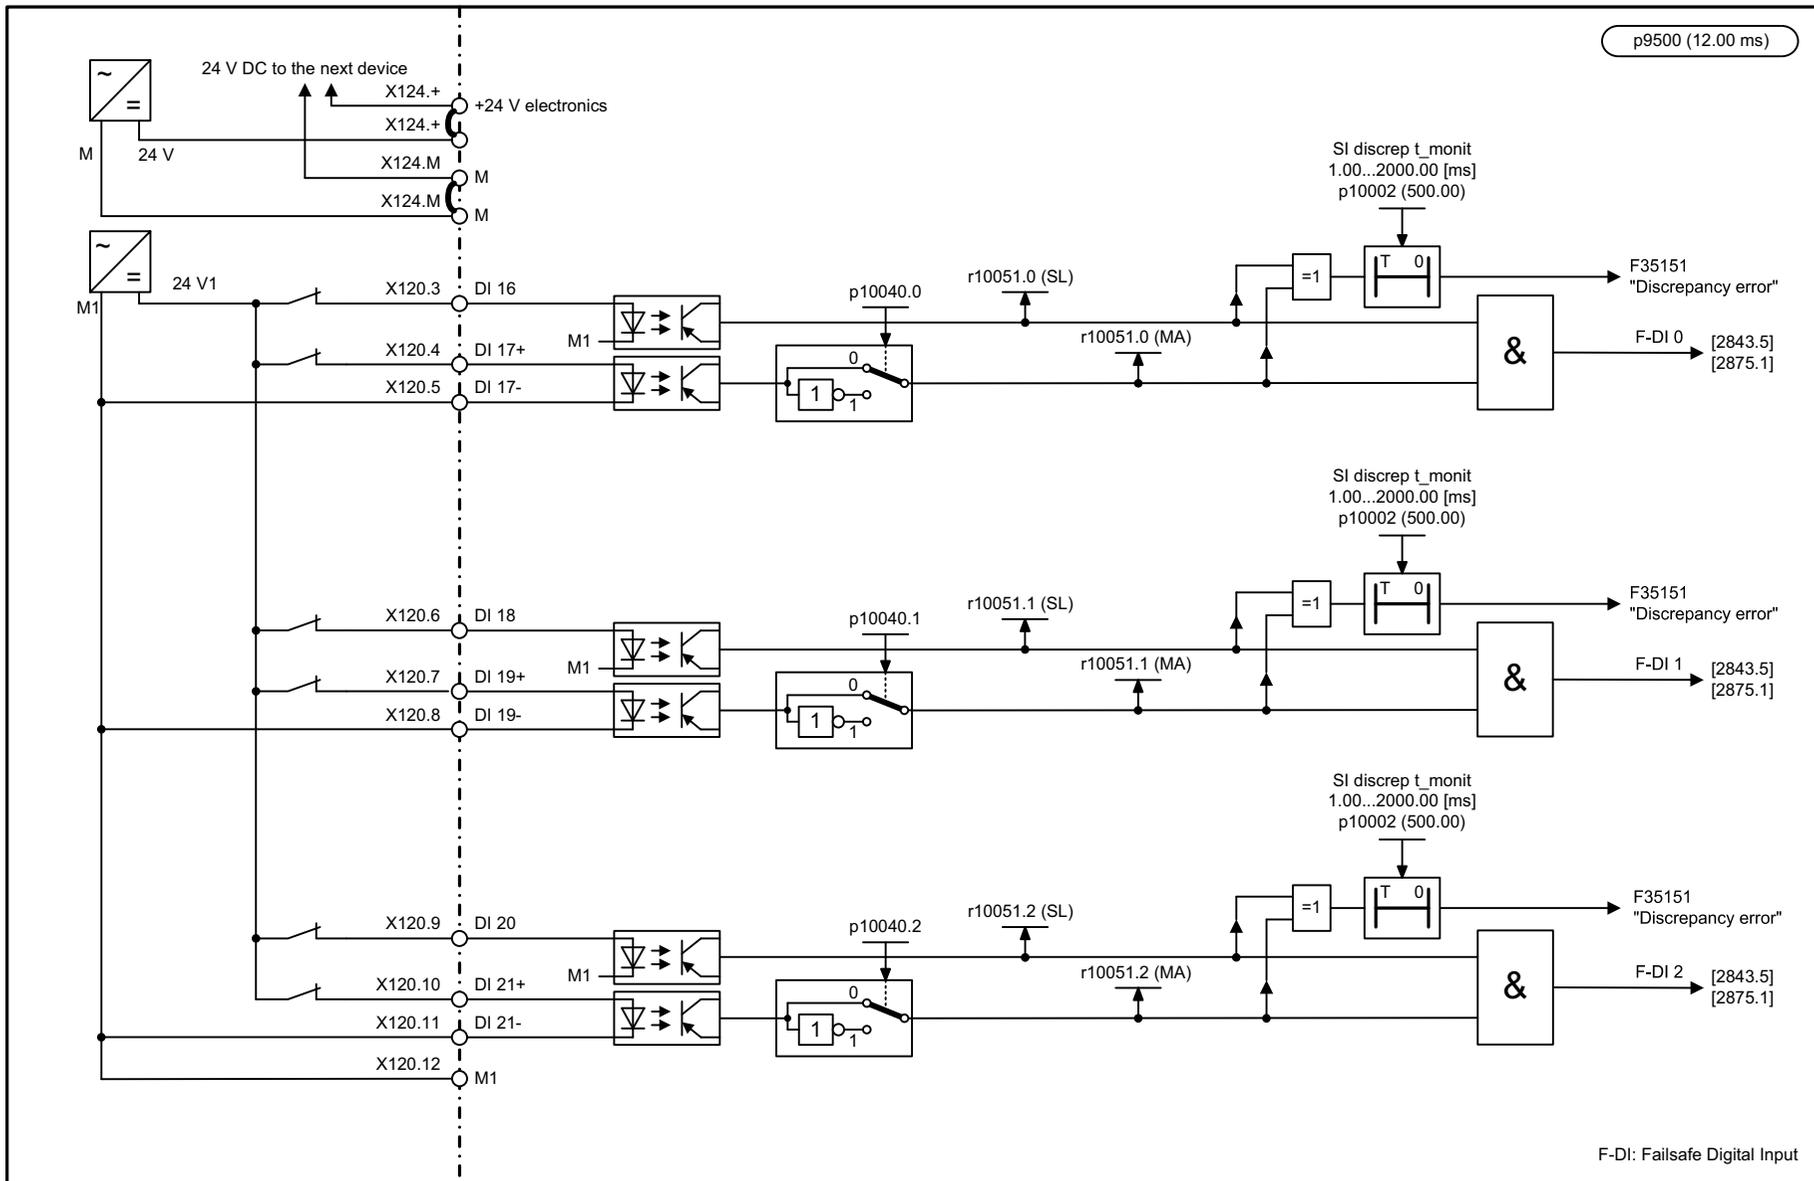 p9500 (12.00 ms)
~
=
24 V DC to the next device
X124.+
+24 V electronics
X124.+
M
24 V
X124.M
M
X124.M
M
~
=
24 V1
M1
SI discrep t_monit
1.00...2000.00 [ms]
p10002 (500.00)
X120.3
DI 16
M1
X120.4
DI 17+
X120.5
DI 17-
p10040.0
0
1
1
r10051.0 (SL)
r10051.0 (MA)
=1
T 0
F35151
"Discrepancy error"
&
F-DI 0
[2843.5]
[2875.1]
SI discrep t_monit
1.00...2000.00 [ms]
p10002 (500.00)
X120.6
DI 18
M1
X120.7
DI 19+
X120.8
DI 19-
p10040.1
0
1
1
r10051.1 (SL)
r10051.1 (MA)
=1
T 0
F35151
"Discrepancy error"
&
F-DI 1
[2843.5]
[2875.1]
SI discrep t_monit
1.00...2000.00 [ms]
p10002 (500.00)
X120.9
DI 20
M1
X120.10
DI 21+
X120.11
DI 21-
X120.12
M1
p10040.2
0
1
1
r10051.2 (SL)
r10051.2 (MA)
=1
T 0
F35151
"Discrepancy error"
&
F-DI 2
[2843.5]
[2875.1]
F-DI: Failsafe Digital Input